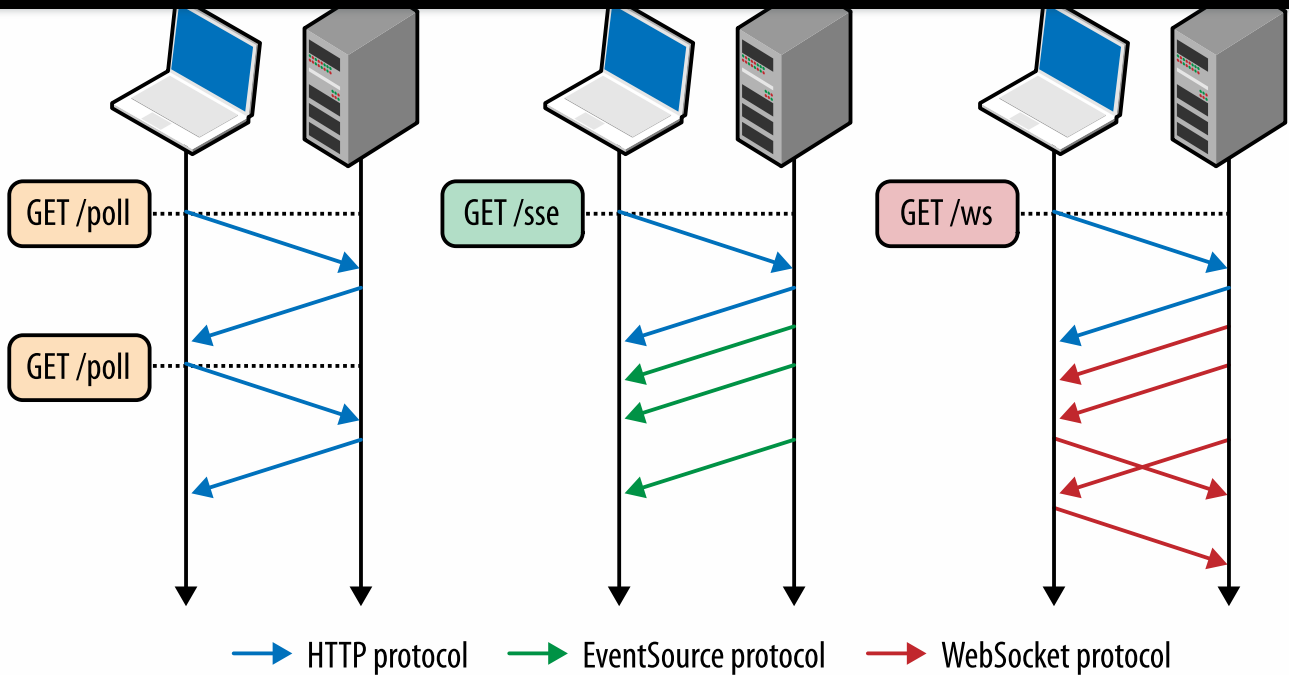 GET /poll
GET /sse
GET /ws
GET /poll
HTTP protocol
EventSource protocol
WebSocket protocol